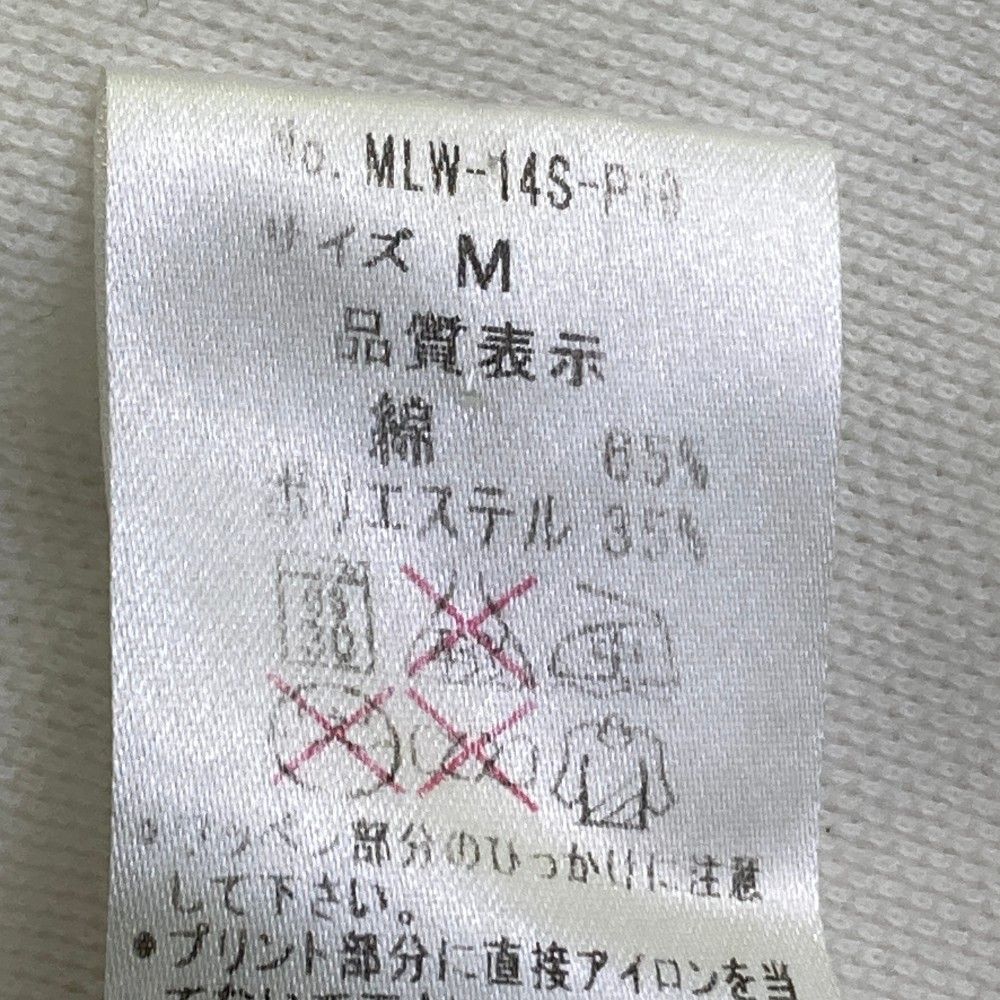 No. MLW-14S-P18
サイズ M
品質表示
綿 65%
ポリエステル 35%
ワッペン部分のひっかけに注意
して下さい。
●プリント部分に直接アイロンを当